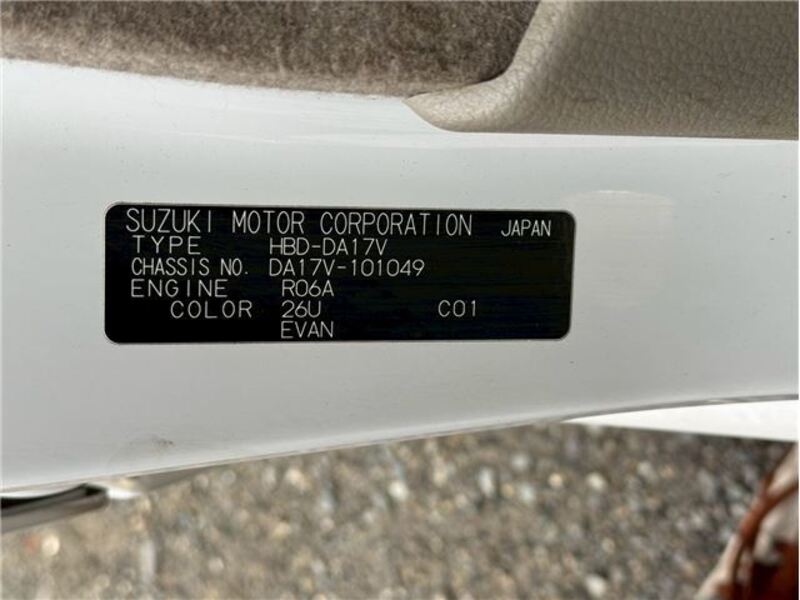 SUZUKI MOTOR CORPORATION JAPAN
TYPE HBD-DA17V
CHASSIS NO. DA17V-101049
ENGINE R06A
COLOR 26U C01
EVAN